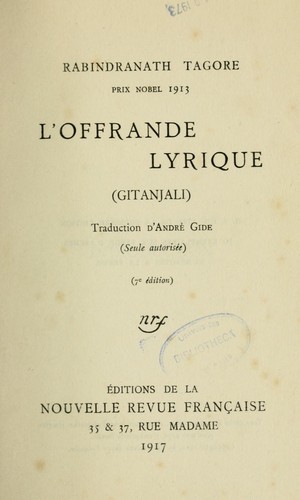 RABINDRANATH TAGORE
PRIX NOBEL 1913
L'OFFRANDE
LYRIQUE
(GITANJALI)
Traduction D'ANDRÉ GIDE
(Seule autorisée)
(7e édition)
nrf
BIBLIOTHECA
ÉDITIONS DE LA
NOUVELLE REVUE FRANÇAISE
35 & 37, RUE MADAME
1917